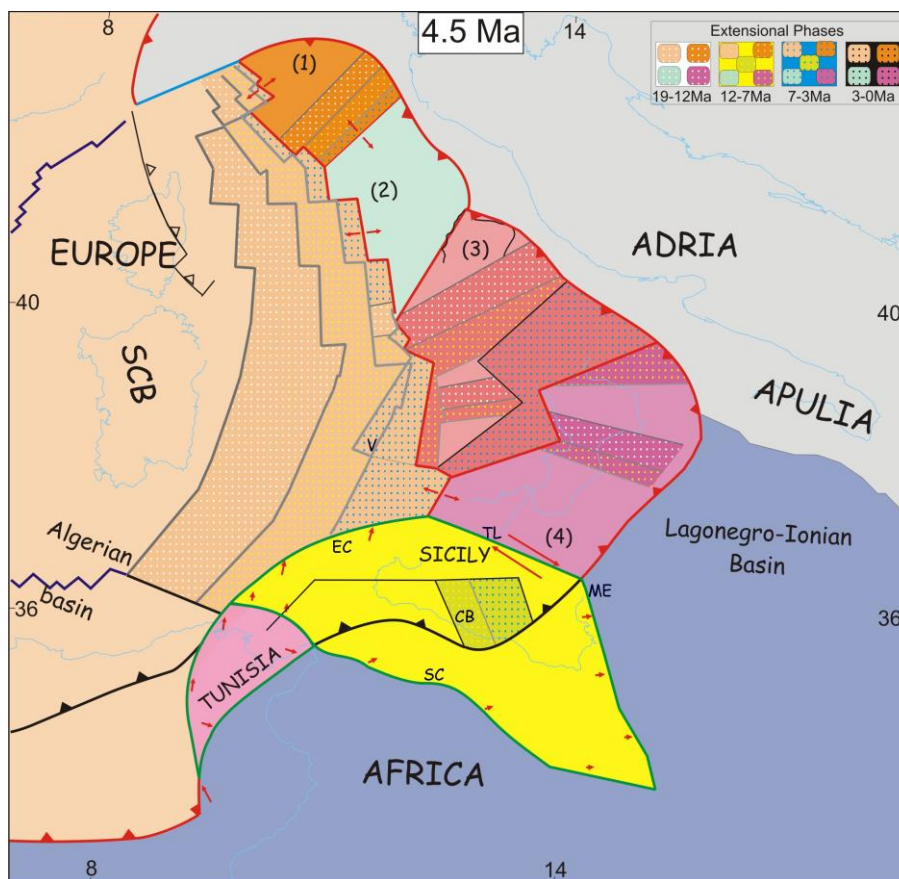 8
4.5 Ma
14
Extensional Phases
19-12Ma
12-7Ma
7-3Ma
3-0Ma
(1)
(2)
(3)
EUROPE
ADRIA
40
40
SCB
APULIA
V
Algerian
basin
EC
TL
SICILY
(4)
Lagonegro-Ionian
Basin
36
ME
36
CB
TUNISIA
SC
AFRICA
8
14